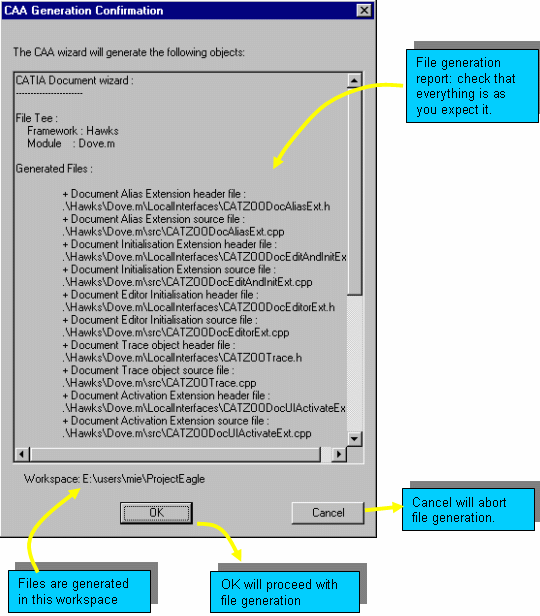 CAA Generation Confirmation
The CAA wizard will generate the following objects:
CATIA Document wizard :
------------------------
File Tee :
Framework : Hawks
Module : Dove.m
Generated Files :
+ Document Alias Extension header file :
.\Hawks\Dove.m\LocalInterfaces\CATZOODocAliasExt.h
+ Document Alias Extension source file :
.\Hawks\Dove.m\src\CATZOODocAliasExt.cpp
+ Document Initialisation Extension header file :
.\Hawks\Dove.m\LocalInterfaces\CATZOODocEditAndInitEx
+ Document Initialisation Extension source file :
.\Hawks\Dove.m\src\CATZOODocEditAndInitExt.cpp
+ Document Editor Initialisation header file :
.\Hawks\Dove.m\LocalInterfaces\CATZOODocEditorExt.h
+ Document Editor Initialisation source file :
.\Hawks\Dove.m\src\CATZOODocEditorExt.cpp
+ Document Trace object header file :
.\Hawks\Dove.m\LocalInterfaces\CATZOOTrace.h
+ Document Trace object source file :
.\Hawks\Dove.m\src\CATZOOTrace.cpp
+ Document Activation Extension header file :
.\Hawks\Dove.m\LocalInterfaces\CATZOODocUIActivateEx
+ Document Activation Extension source file :
.\Hawks\Dove.m\src\CATZOODocUIActivateExt.cpp
Workspace: E:\users\mie\ProjectEagle
OK
Cancel
File generation
report: check that
everything is as
you expect it.
Cancel will abort
file generation.
Files are generated
in this workspace
OK will proceed with
file generation